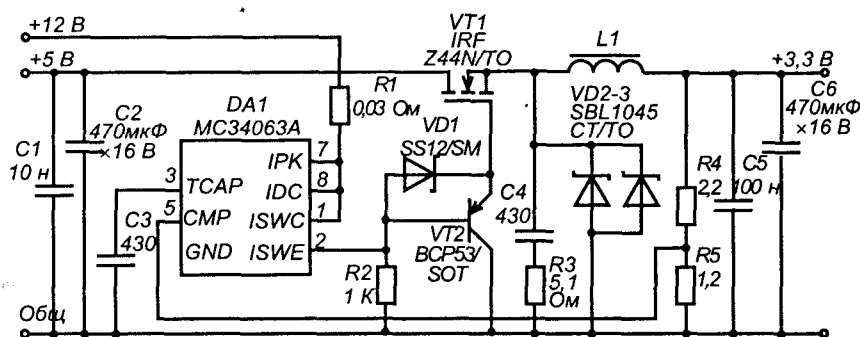 +12 В
+5 В
VT1
IRF
Z44N/TO
L1
+3,3 В
C1
10 н
C2
470мкФ
×16 В
DA1
MC34063A
R1
0,03 Ом
VD1
SS12/SM
VD2-3
SBL1045
CT/TO
C6
470мкФ
×16 В
3
TCAP
5
CMP
GND
IPK
7
IDC
8
ISWC
1
ISWE
2
C3
430
C4
430
R4
2,2
C5
100 н
VT2
BCP53/
SOT
R2
1 К
R3
5,1
Ом
R5
1,2
Общ